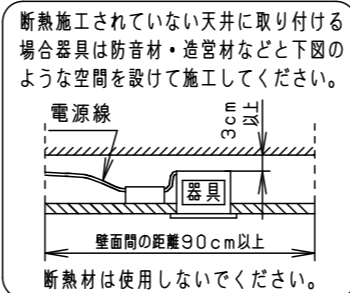 断熱施工されていない天井に取り付ける
場合器具は防音材・造営材などと下図の
ような空間を設けて施工してください。
電源線
3cm
以上
器具
壁面間の距離90cm以上
断熱材は使用しないでください。